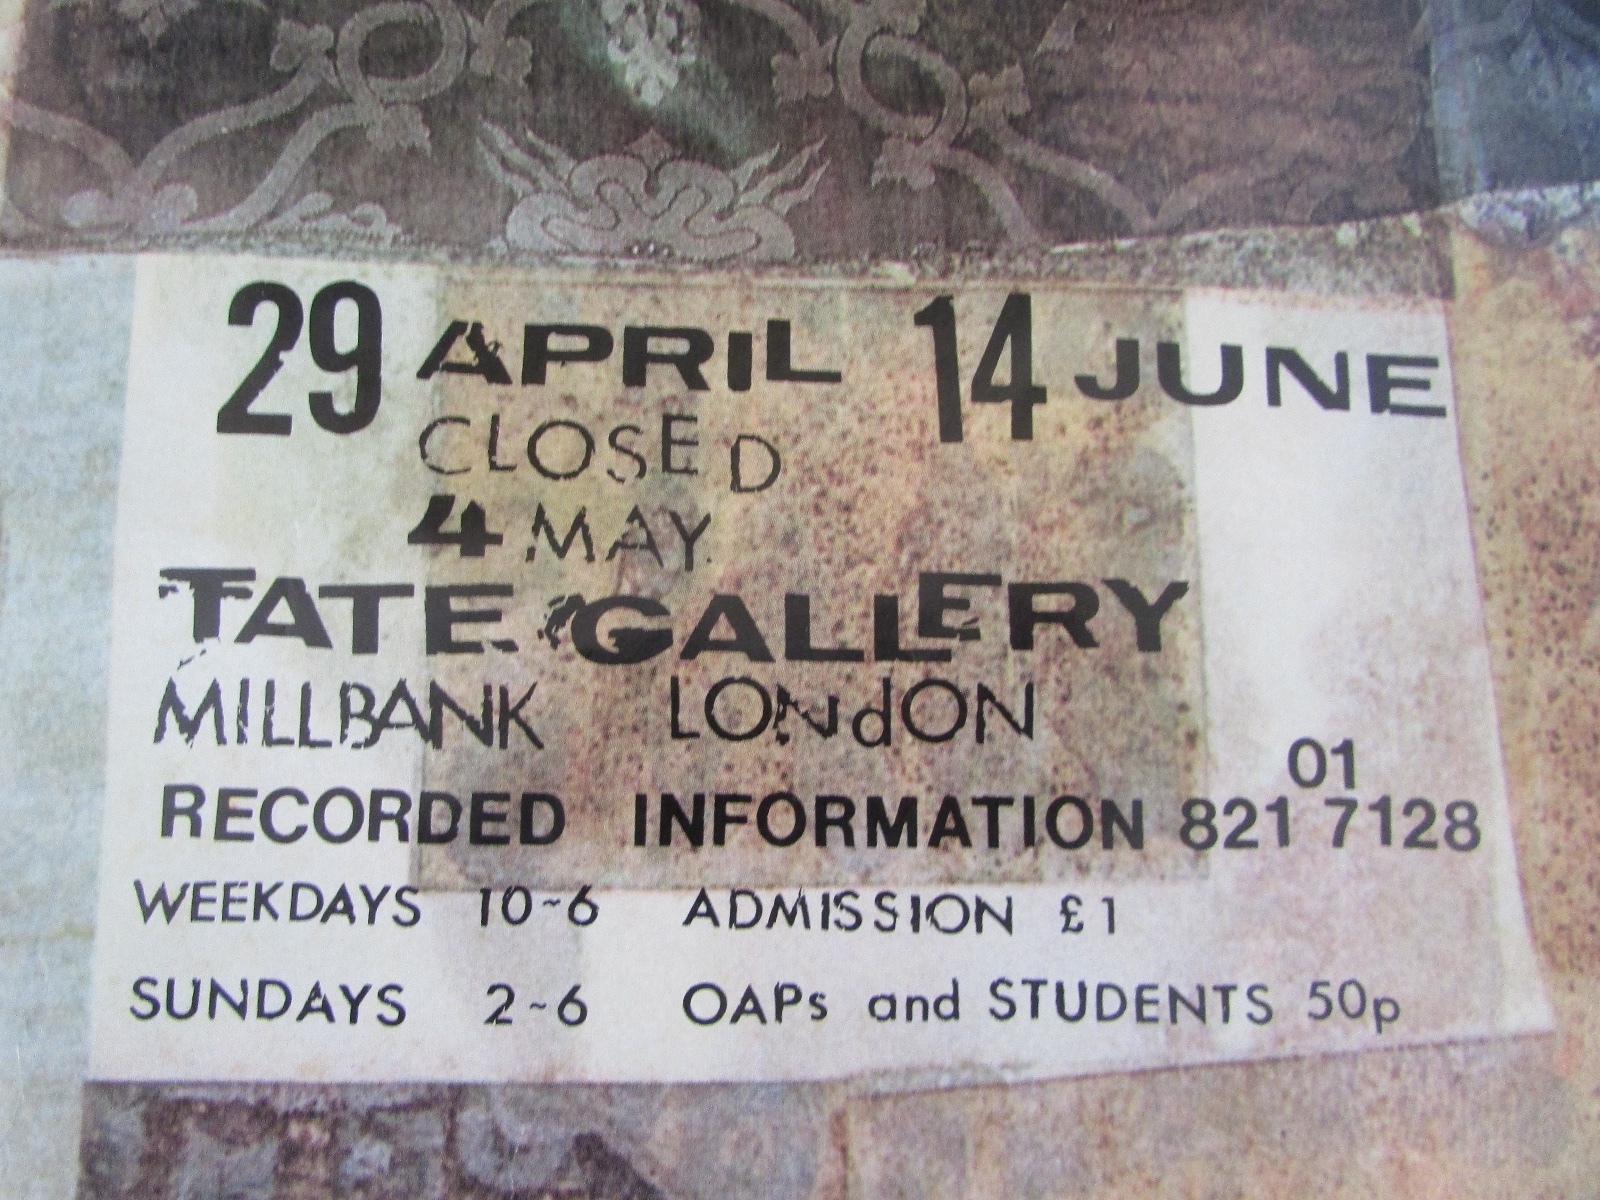 29 APRIL 14 JUNE
CLOSED
4 MAY
TATE GALLERY
MILLBANK LONdON
01
RECORDED INFORMATION 821 7128
WEEKDAYS 10~6 ADMISSION £1
SUNDAYS 2~6 OAPs and STUDENTS 50p